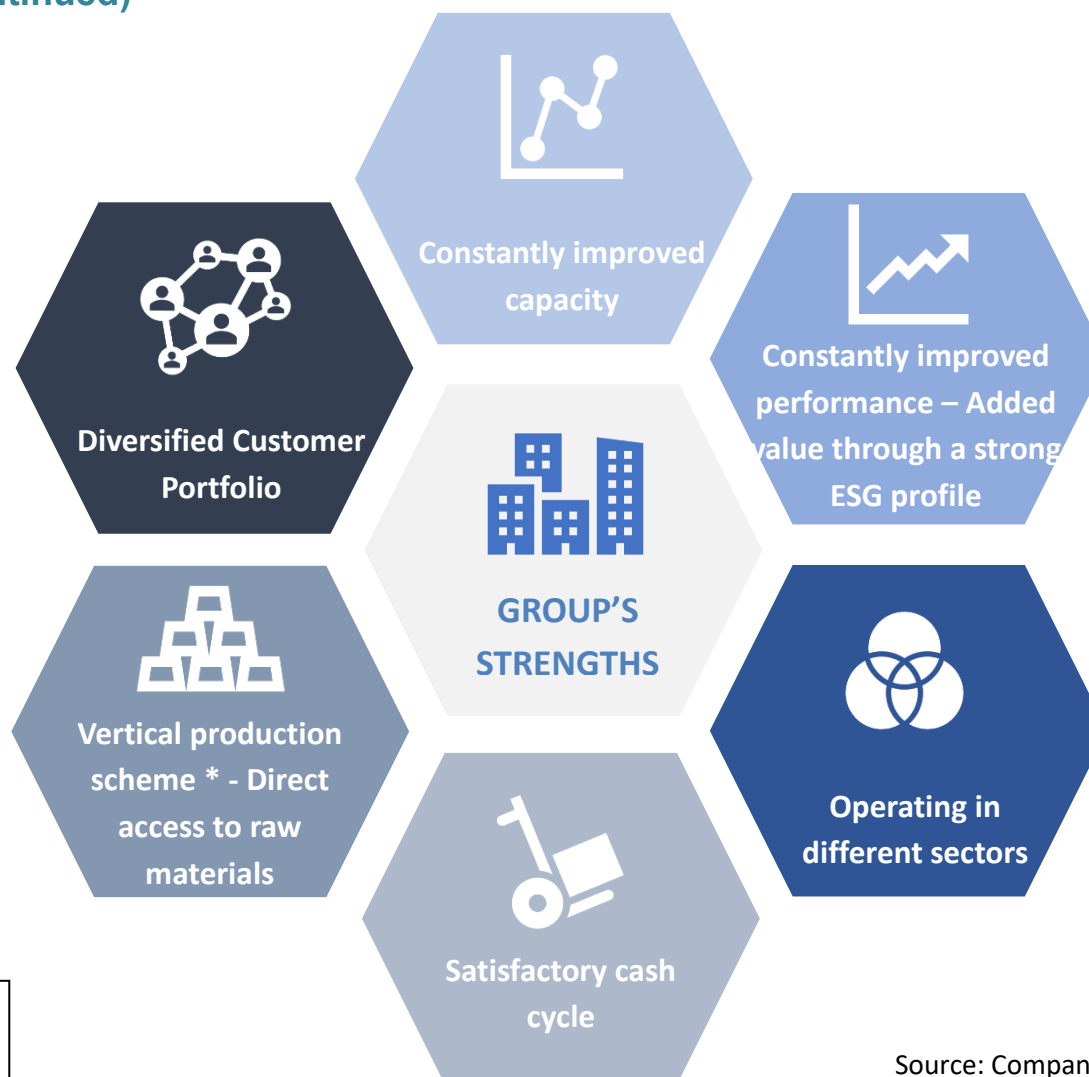 Constantly improved
capacity
Diversified Customer
Portfolio
Constantly improved
performance – Added
value through a strong
ESG profile
GROUP’S
STRENGTHS
Vertical production
scheme * - Direct
access to raw
materials
Operating in
different sectors
Satisfactory cash
cycle
Source: